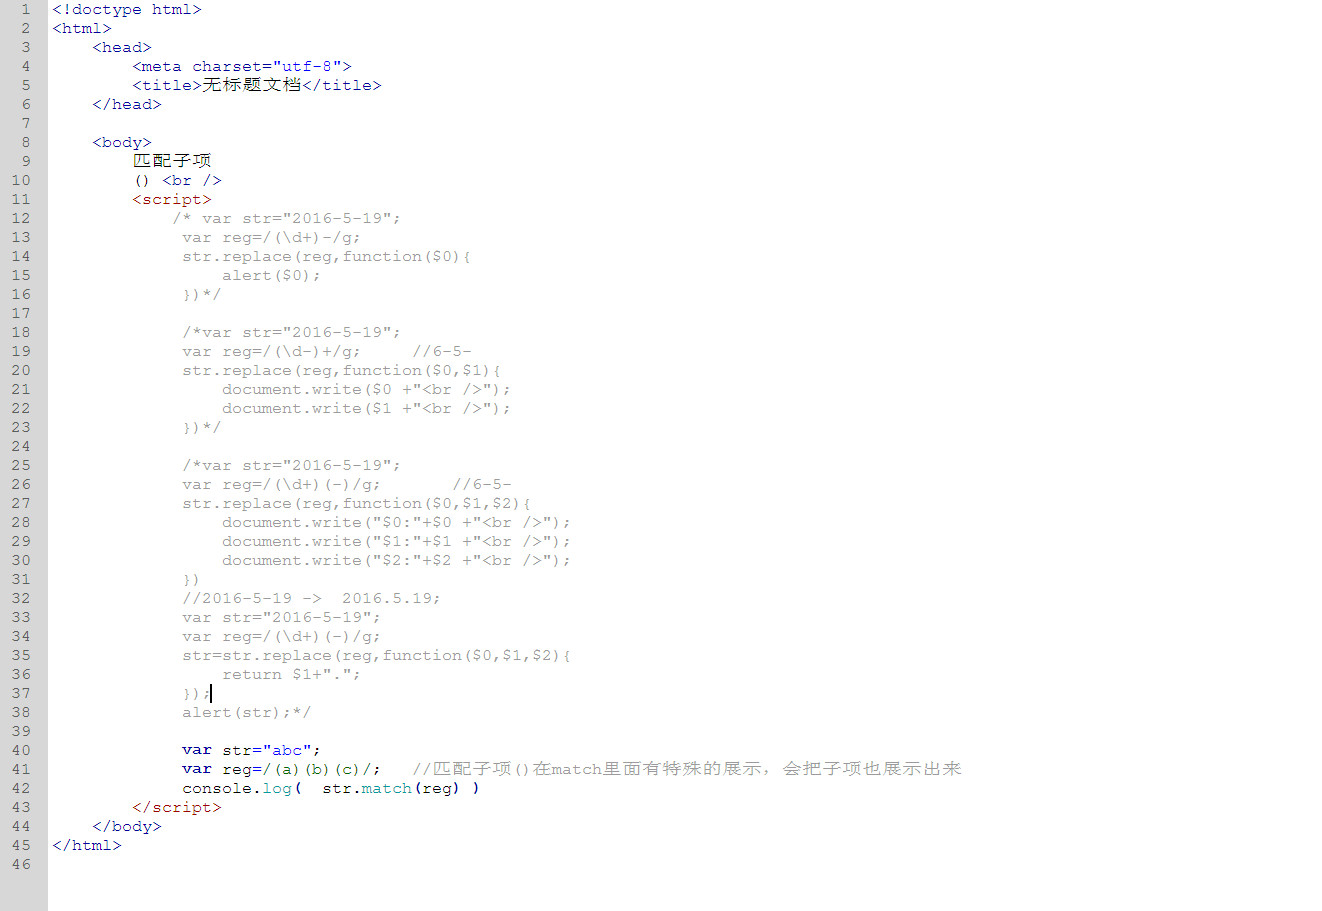 1 <!doctype html>
2 <html>
3     <head>
4         <meta charset="utf-8">
5         <title>无标题文档</title>
6     </head>
7
8     <body>
9         匹配子项
10         () <br />
11         <script>
12             /* var str="2016-5-19";
13              var reg=/(\d+)-/g;
14              str.replace(reg,function($0){
15                  alert($0);
16              })*/
17
18              /*var str="2016-5-19";
19              var reg=/(\d-)+/g;     //6-5-
20              str.replace(reg,function($0,$1){
21                  document.write($0 +"<br />");
22                  document.write($1 +"<br />");
23              })*/
24
25              /*var str="2016-5-19";
26              var reg=/(\d+)(-)/g;       //6-5-
27              str.replace(reg,function($0,$1,$2){
28                  document.write("$0:"+$0 +"<br />");
29                  document.write("$1:"+$1 +"<br />");
30                  document.write("$2:"+$2 +"<br />");
31              })
32              //2016-5-19 ->  2016.5.19;
33              var str="2016-5-19";
34              var reg=/(\d+)(-)/g;
35              str=str.replace(reg,function($0,$1,$2){
36                  return $1+".";
37              });
38              alert(str);*/
39
40              var str="abc";
41              var reg=/(a)(b)(c)/;   //匹配子项()在match里面有特殊的展示，会把子项也展示出来
42              console.log(  str.match(reg) )
43         </script>
44     </body>
45 </html>
46